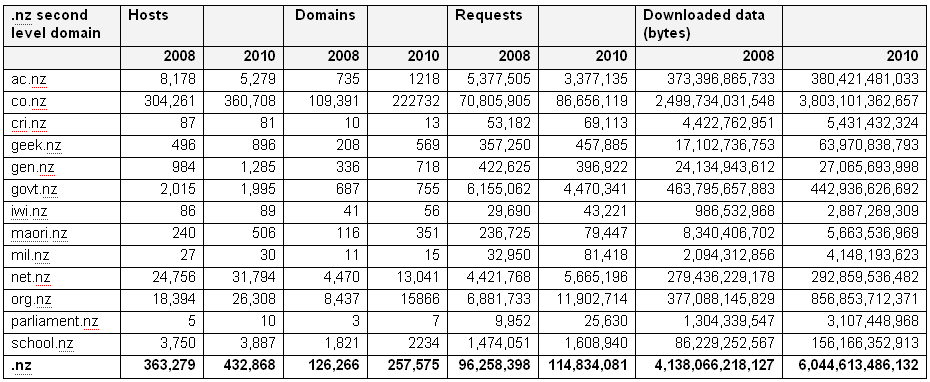 .nz second level domain Hosts Domains Requests Downloaded data (bytes)
2008 2010 2008 2010 2008 2010 2008 2010
ac.nz 8,178 5,279 735 1218 5,377,505 3,377,135 373,396,865,733 380,421,481,033
co.nz 304,261 360,708 109,391 222732 70,805,905 86,656,119 2,499,734,031,548 3,803,101,362,657
cri.nz 87 81 10 13 53,182 69,113 4,422,762,951 5,431,432,324
geek.nz 496 896 208 569 357,250 457,885 17,102,736,753 63,970,838,793
gen.nz 984 1,285 336 718 422,625 396,922 24,134,943,612 27,065,693,998
govt.nz 2,015 1,995 687 755 6,155,062 4,470,341 463,795,657,883 442,936,626,692
iwi.nz 86 89 41 56 29,690 43,221 986,532,968 2,887,269,309
maori.nz 240 506 116 351 236,725 79,447 8,340,406,702 5,663,536,969
mil.nz 27 30 11 15 32,950 81,418 2,094,312,856 4,148,193,623
net.nz 24,756 31,794 4,470 13,041 4,421,768 5,665,196 279,436,229,178 292,859,536,482
org.nz 18,394 26,308 8,437 15866 6,881,733 11,902,714 377,088,145,829 856,853,712,371
parliament.nz 5 10 3 7 9,952 25,630 1,304,339,547 3,107,448,968
school.nz 3,750 3,887 1,821 2234 1,474,051 1,608,940 86,229,252,567 156,166,352,913
.nz 363,279 432,868 126,266 257,575 96,258,398 114,834,081 4,138,066,218,127 6,044,613,486,132